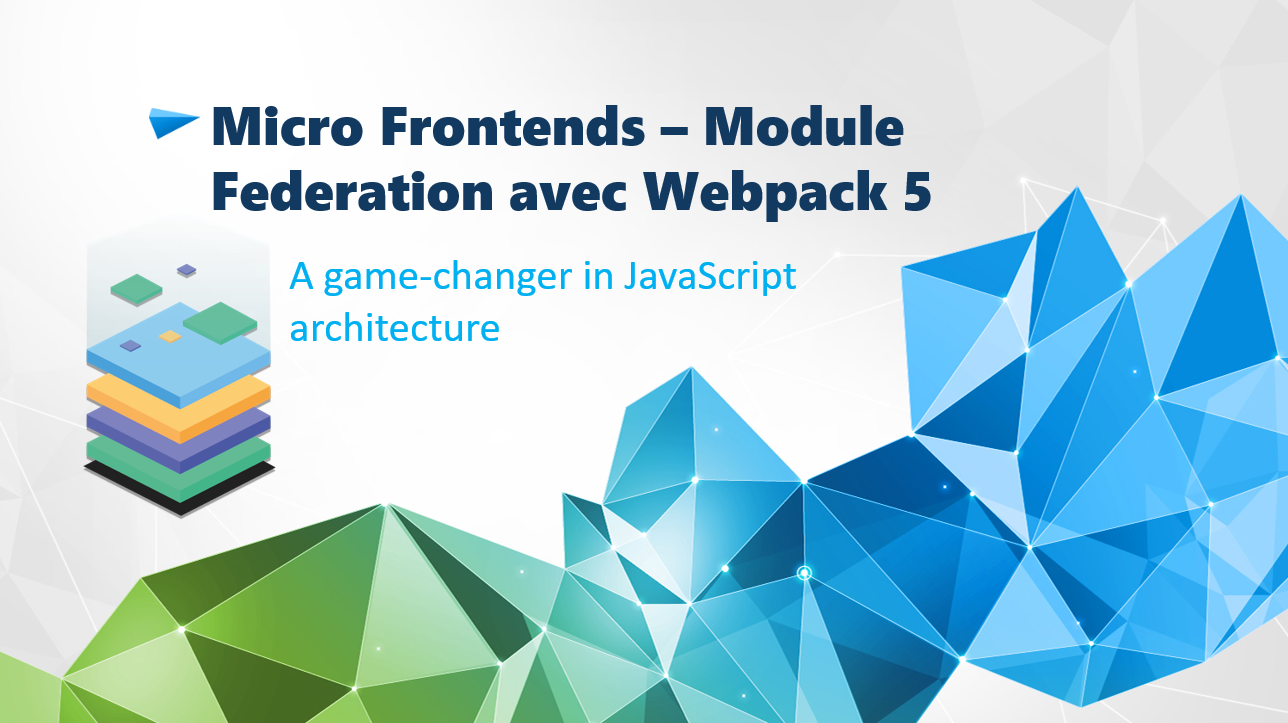 Micro Frontends – Module
Federation avec Webpack 5
A game-changer in JavaScript
architecture